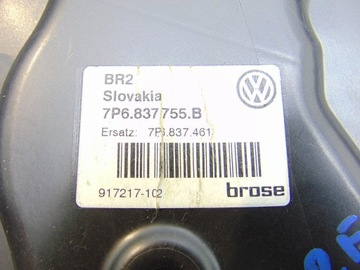 BR2
Slovakia
7P6.837.755.B
Ersatz: 7P6.837.461
917217-102
brose